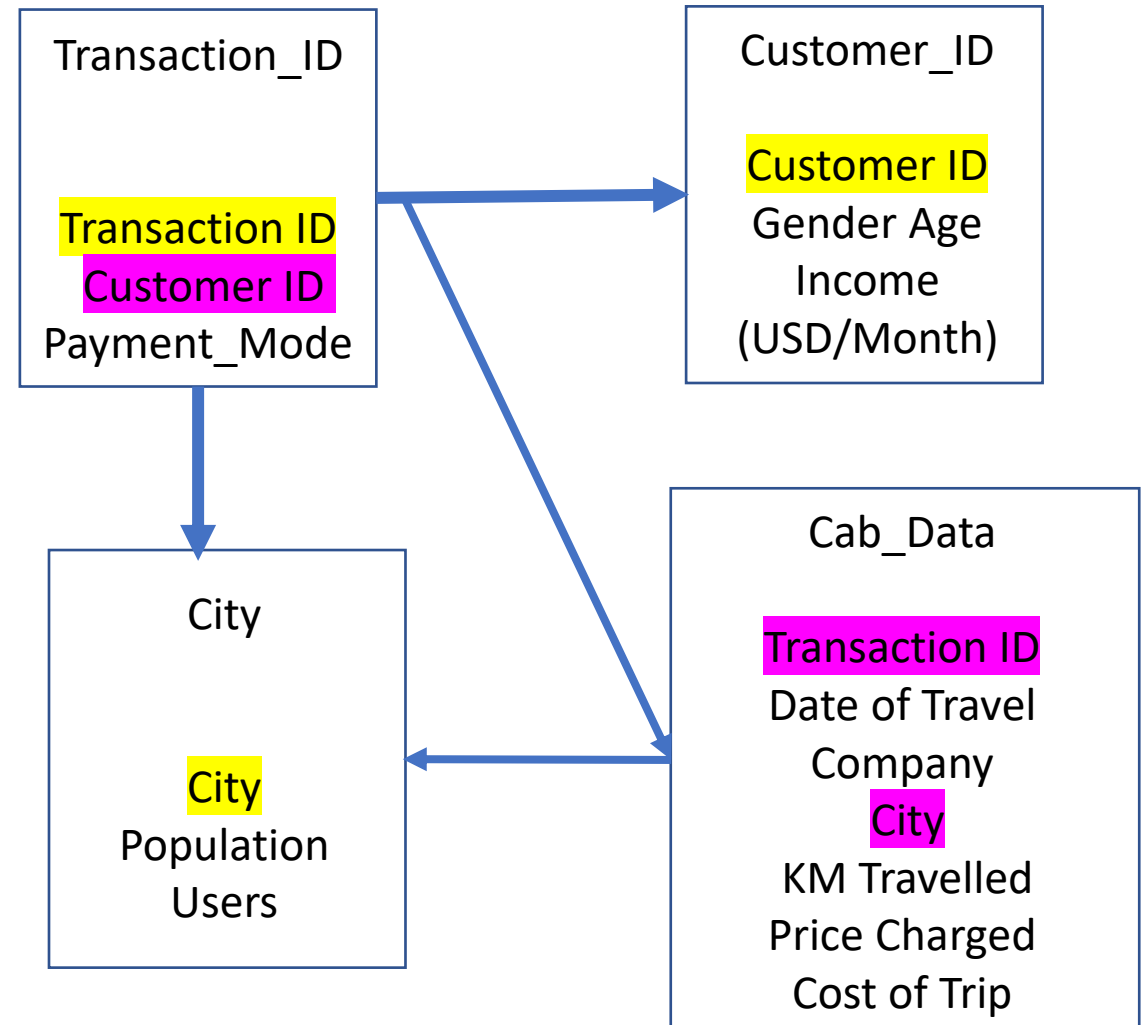 Transaction_ID
Transaction ID
Customer ID
Payment_Mode
Customer_ID
Customer ID
Gender Age
Income
(USD/Month)
City
City
Population
Users
Cab_Data
Transaction ID
Date of Travel
Company
City
KM Travelled
Price Charged
Cost of Trip